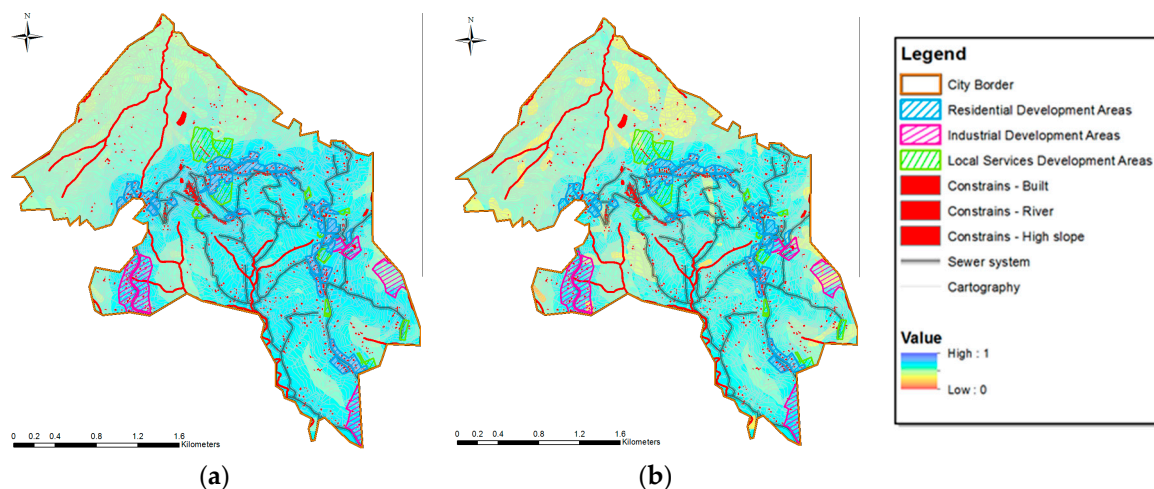 N
0 0.2 0.4 0.8 1.2 1.6
Kilometers
(a)
N
0 0.2 0.4 0.8 1.2 1.6
Kilometers
(b)
Legend
City Border
Residential Development Areas
Industrial Development Areas
Local Services Development Areas
Constrains - Built
Constrains - River
Constrains - High slope
Sewer system
Cartography
Value
High : 1
Low : 0